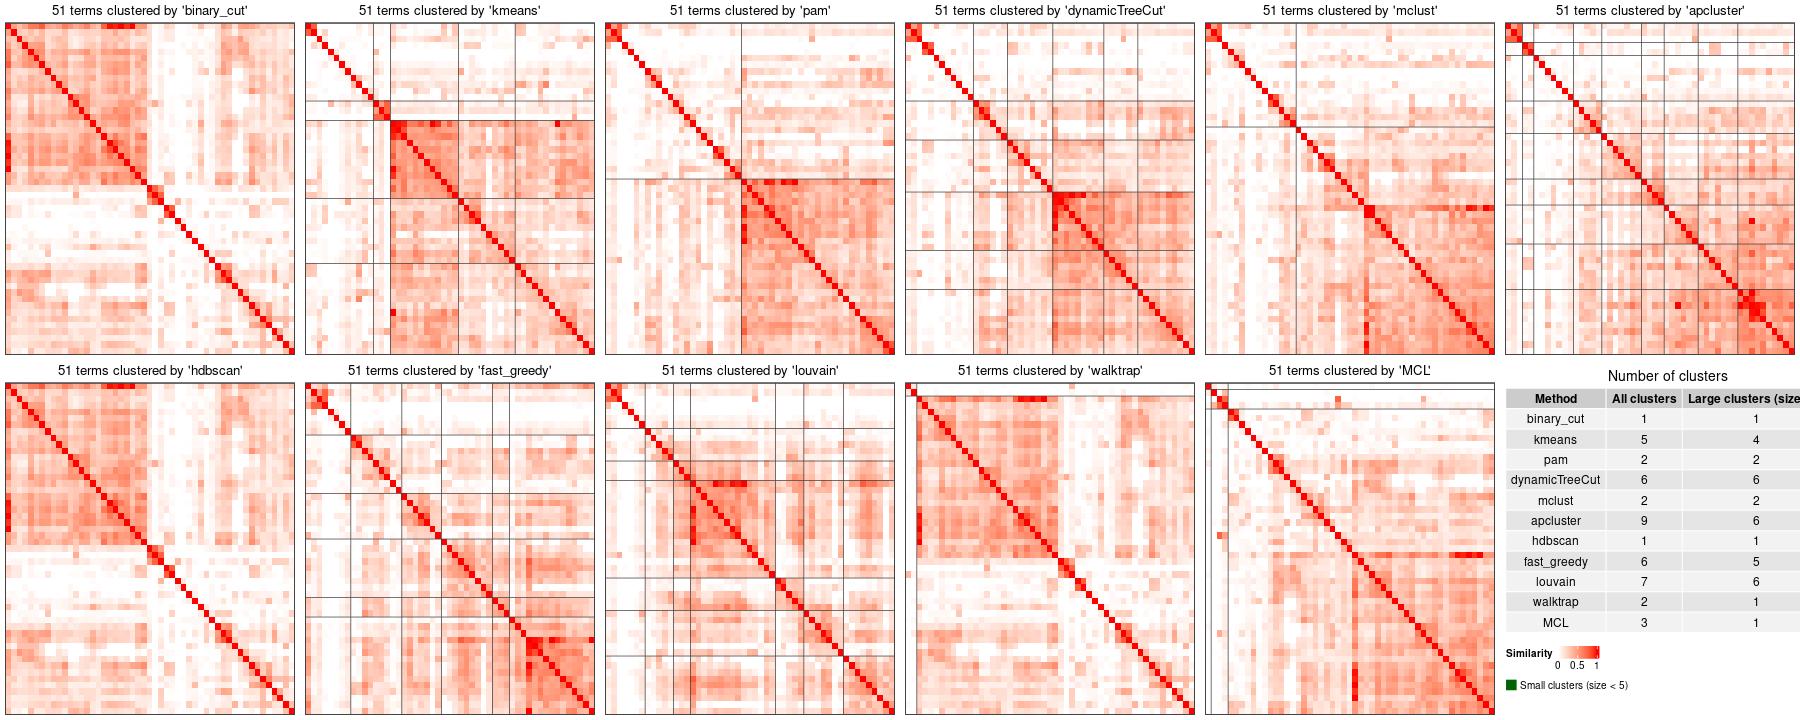 51 terms clustered by 'binary_cut'
51 terms clustered by 'kmeans'
51 terms clustered by 'pam'
51 terms clustered by 'dynamicTreeCut'
51 terms clustered by 'mclust'
51 terms clustered by 'apcluster'
51 terms clustered by 'hdbscan'
51 terms clustered by 'fast_greedy'
51 terms clustered by 'louvain'
51 terms clustered by 'walktrap'
51 terms clustered by 'MCL'
Number of clusters
Method All clusters Large clusters (size
binary_cut 1 1
kmeans 5 4
pam 2 2
dynamicTreeCut 6 6
mclust 2 2
apcluster 9 6
hdbscan 1 1
fast_greedy 6 5
louvain 7 6
walktrap 2 1
MCL 3 1
Similarity
0 0.5 1
Small clusters (size < 5)